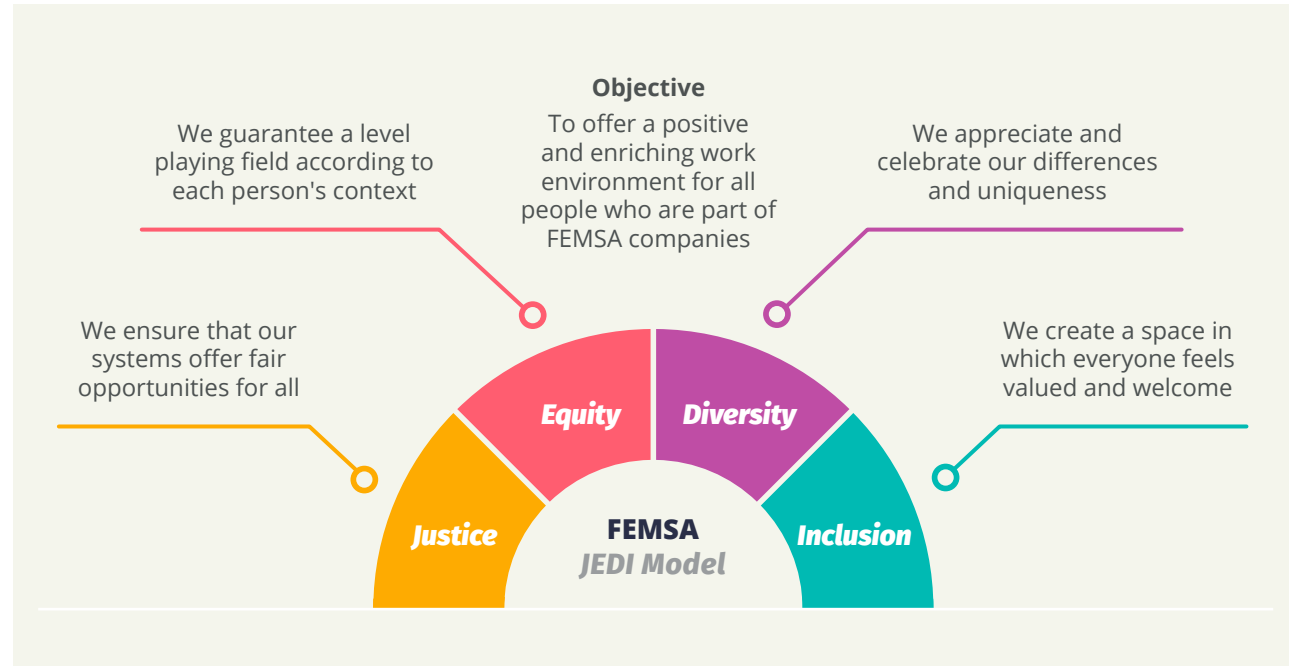 Objective
To offer a positive
and enriching work
environment for all
people who are part of
FEMSA companies
We guarantee a level
playing field according to
each person's context
We appreciate and
celebrate our differences
and uniqueness
We ensure that our
systems offer fair
opportunities for all
We create a space in
which everyone feels
valued and welcome
Equity
Diversity
Justice
Inclusion
FEMSA
JEDI Model